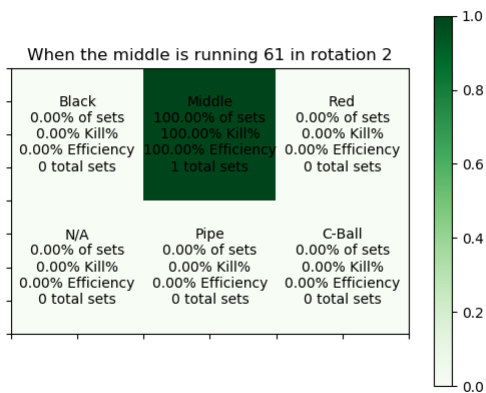 When the middle is running 61 in rotation 2
Black
0.00% of sets
0.00% Kill%
0.00% Efficiency
0 total sets
Middle
100.00% of sets
100.00% Kill%
100.00% Efficiency
1 total sets
Red
0.00% of sets
0.00% Kill%
0.00% Efficiency
0 total sets
N/A
0.00% of sets
0.00% Kill%
0.00% Efficiency
0 total sets
Pipe
0.00% of sets
0.00% Kill%
0.00% Efficiency
0 total sets
C-Ball
0.00% of sets
0.00% Kill%
0.00% Efficiency
0 total sets
1.0
0.8
0.6
0.4
0.2
0.0